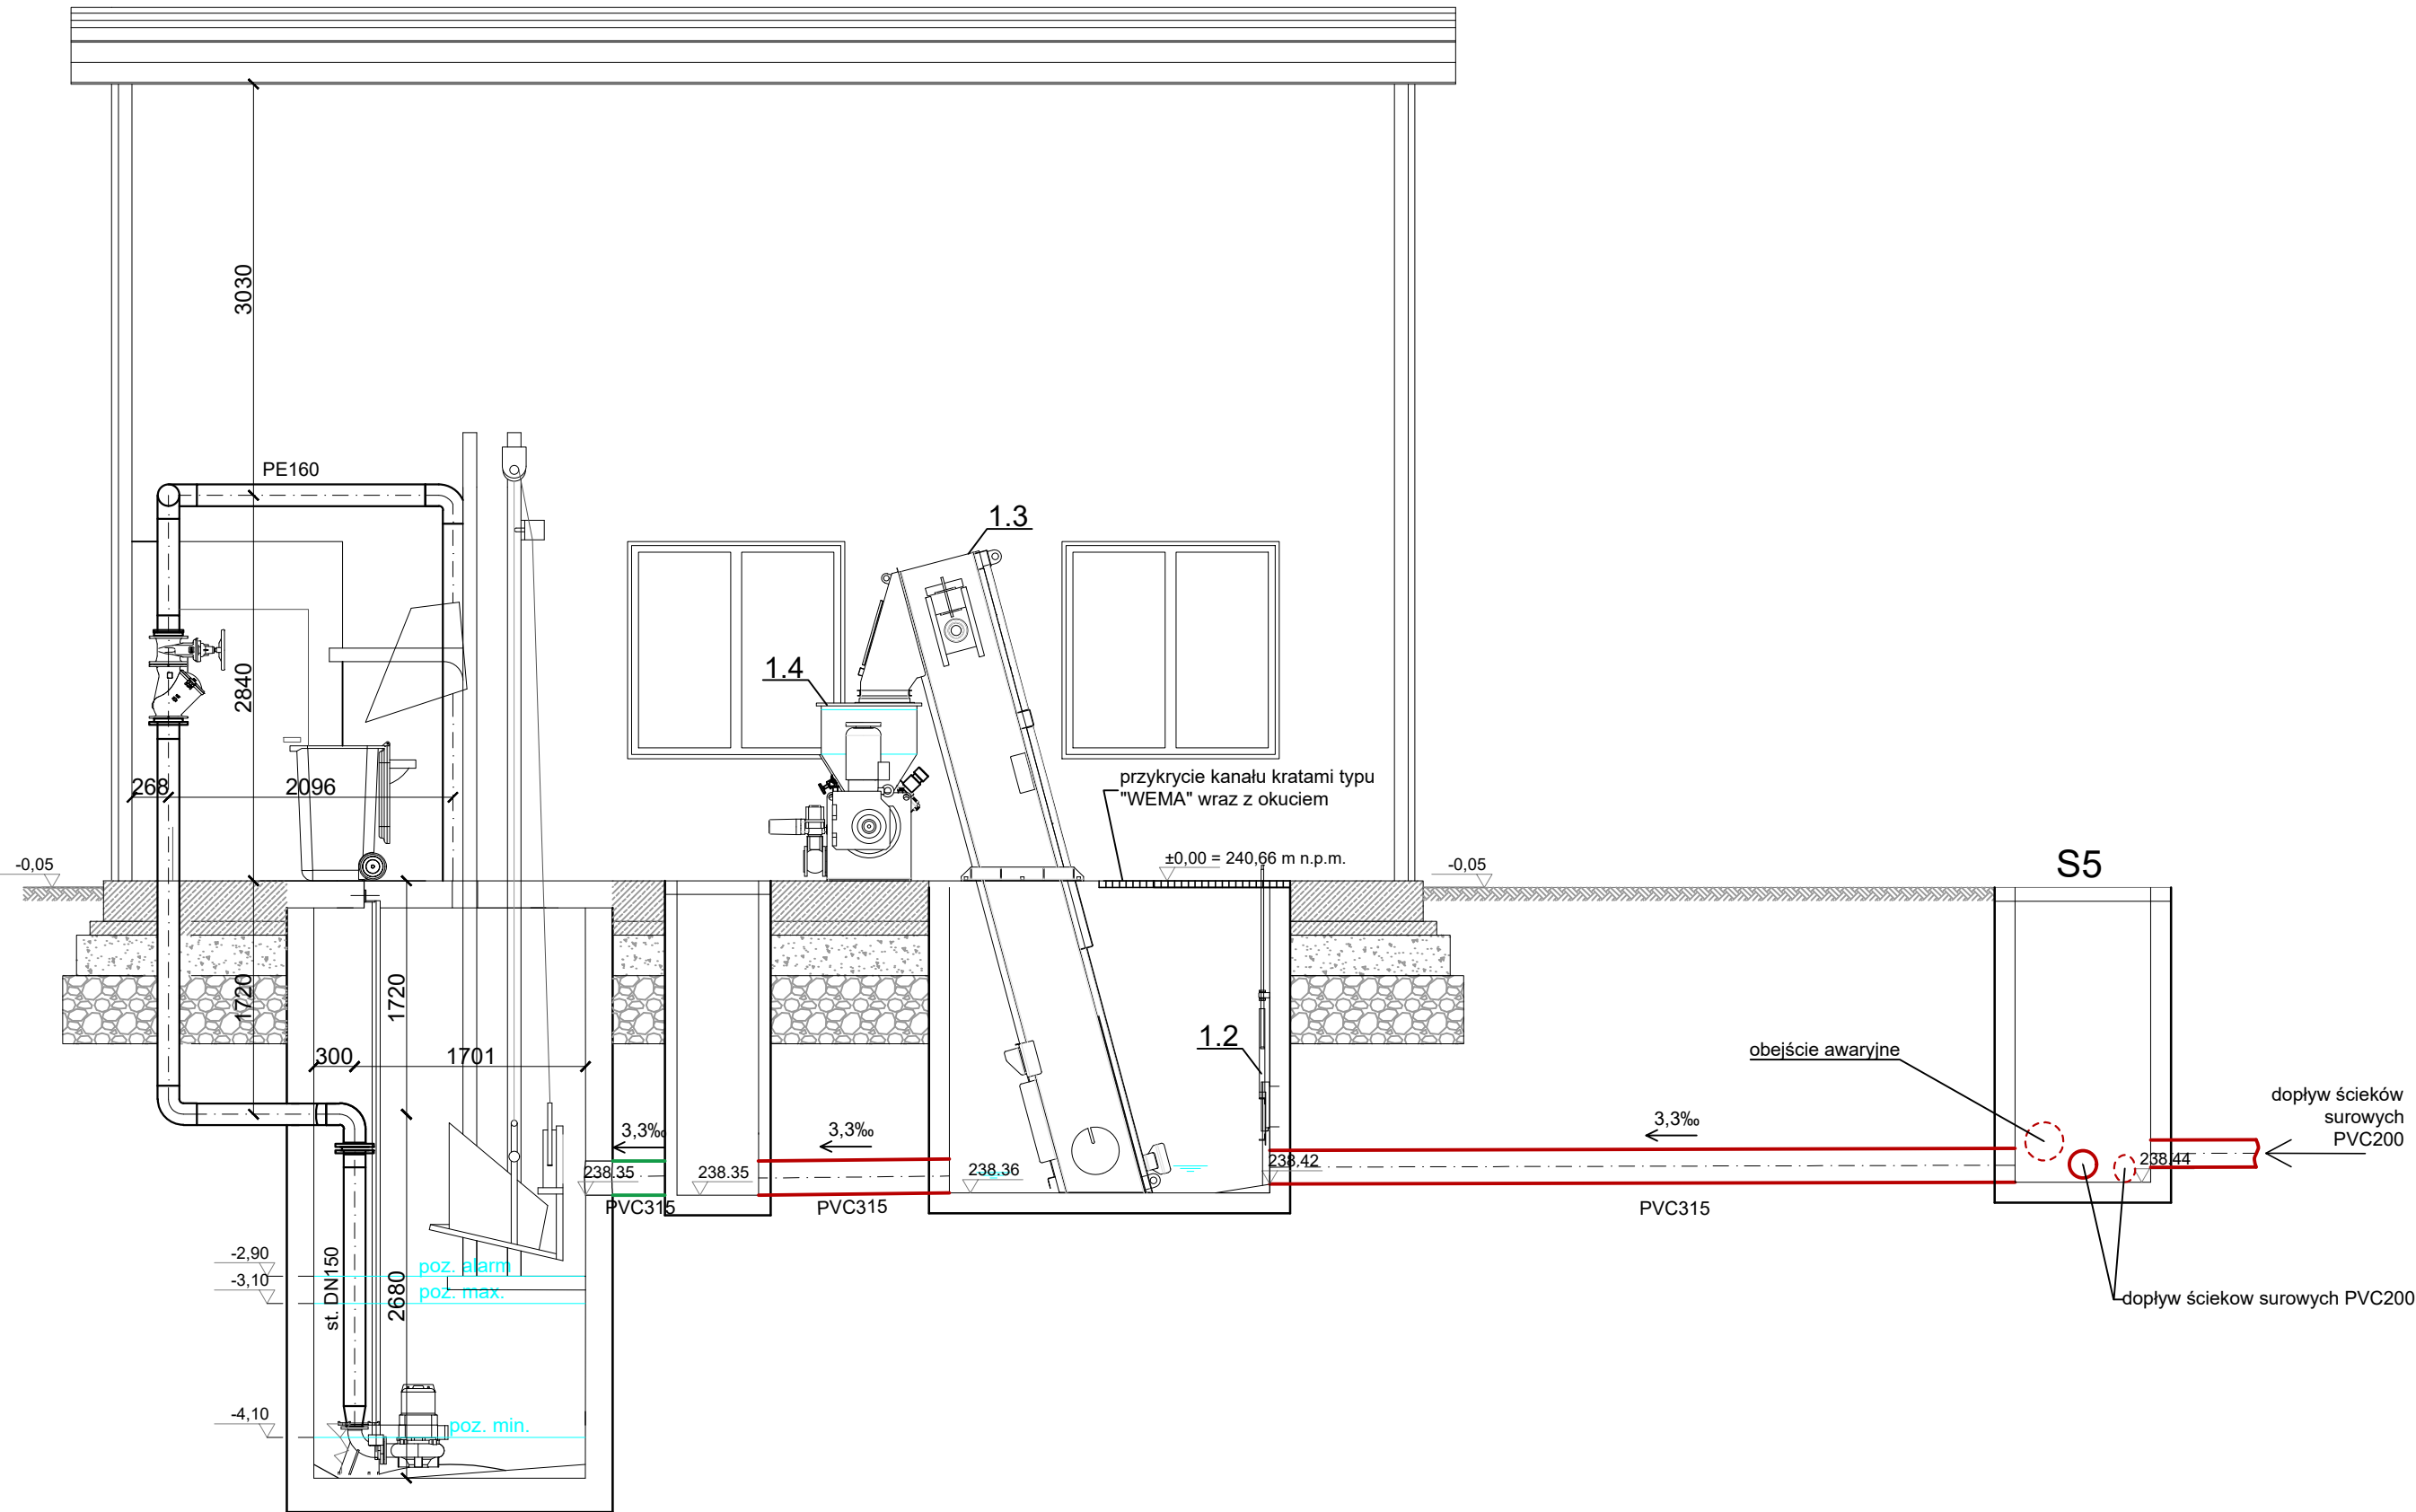 3030
PE160
1.3
2840
1.4
268
2096
przykrycie kanału kratami typu
"WEMA" wraz z okuciem
±0,00 = 240,66 m n.p.m.
-0,05
-0,05
S5
1720
1720
300
1701
1.2
obejście awaryjne
dopływ ścieków
surowych
PVC200
3,3‰
3,3‰
3,3‰
238.35
238.35
238.36
238.42
238.44
PVC315
PVC315
PVC315
-2,90
poz. alarm
-3,10
poz. max.
st. DN150
2680
dopływ ściekow surowych PVC200
-4,10
poz. min.